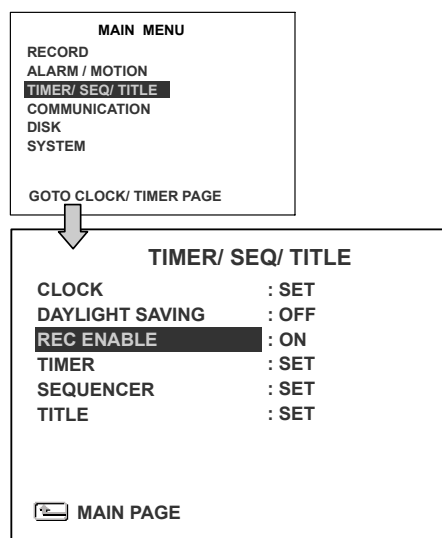 MAIN MENU
RECORD
ALARM / MOTION
TIMER/ SEQ/ TITLE
COMMUNICATION
DISK
SYSTEM
GOTO CLOCK/ TIMER PAGE
TIMER/ SEQ/ TITLE
CLOCK : SET
DAYLIGHT SAVING : OFF
REC ENABLE : ON
TIMER : SET
SEQUENCER : SET
TITLE : SET
MAIN PAGE